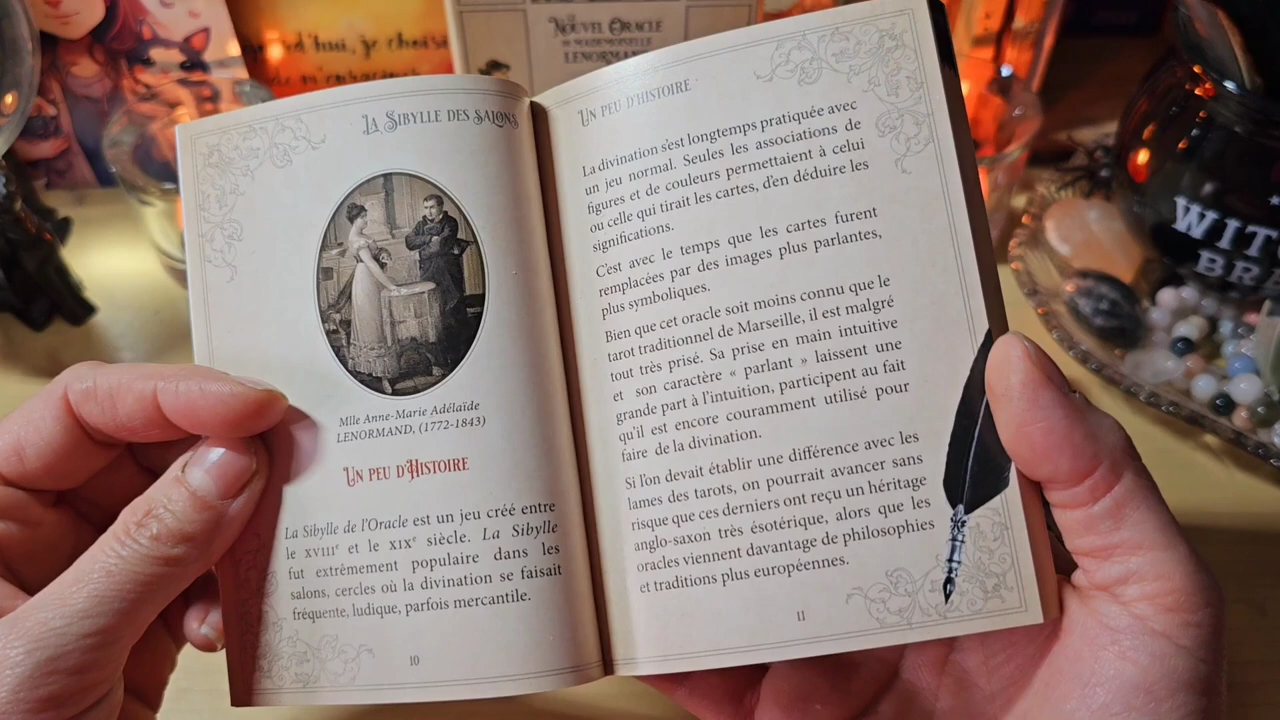 d'hui, je choisis
NOUVEL ORACLE
DE MADEMOISELLE
LENORMAND
WIT
BR
LA SIBYLLE DES SALONS
Mlle Anne-Marie Adélaïde
LENORMAND, (1772-1843)
UN PEU D'HISTOIRE
La Sibylle de l'Oracle est un jeu créé entre
le XVIIIe et le XIXe siècle. La Sibylle
fut extrêmement populaire dans les
salons, cercles où la divination se faisait
fréquente, ludique, parfois mercantile.
10
UN PEU D'HISTOIRE
La divination s'est longtemps pratiquée avec
un jeu normal. Seules les associations de
figures et de couleurs permettaient à celui
ou celle qui tirait les cartes, d'en déduire les
significations.
C'est avec le temps que les cartes furent
remplacées par des images plus parlantes,
plus symboliques.
Bien que cet oracle soit moins connu que le
tarot traditionnel de Marseille, il est malgré
tout très prisé. Sa prise en main intuitive
et son caractère « parlant » laissent une
grande part à l'intuition, participent au fait
qu'il est encore couramment utilisé pour
faire de la divination.
Si l'on devait établir une différence avec les
lames des tarots, on pourrait avancer sans
risque que ces derniers ont reçu un héritage
anglo-saxon très ésotérique, alors que les
oracles viennent davantage de philosophies
et traditions plus européennes.
11